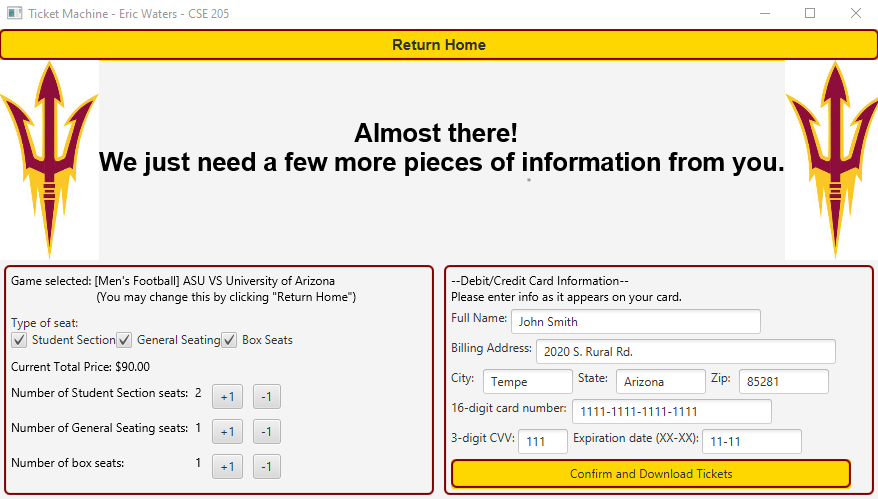 Ticket Machine - Eric Waters - CSE 205
Return Home
Almost there!
We just need a few more pieces of information from you.
Game selected: [Men's Football] ASU VS University of Arizona
(You may change this by clicking "Return Home")
Type of seat:
Student Section General Seating Box Seats
Current Total Price: $90.00
Number of Student Section seats: 2 +1 -1
Number of General Seating seats: 1 +1 -1
Number of box seats: 1 +1 -1
--Debit/Credit Card Information--
Please enter info as it appears on your card.
Full Name: John Smith
Billing Address: 2020 S. Rural Rd.
City: Tempe State: Arizona Zip: 85281
16-digit card number: 1111-1111-1111-1111
3-digit CVV: 111 Expiration date (XX-XX): 11-11
Confirm and Download Tickets